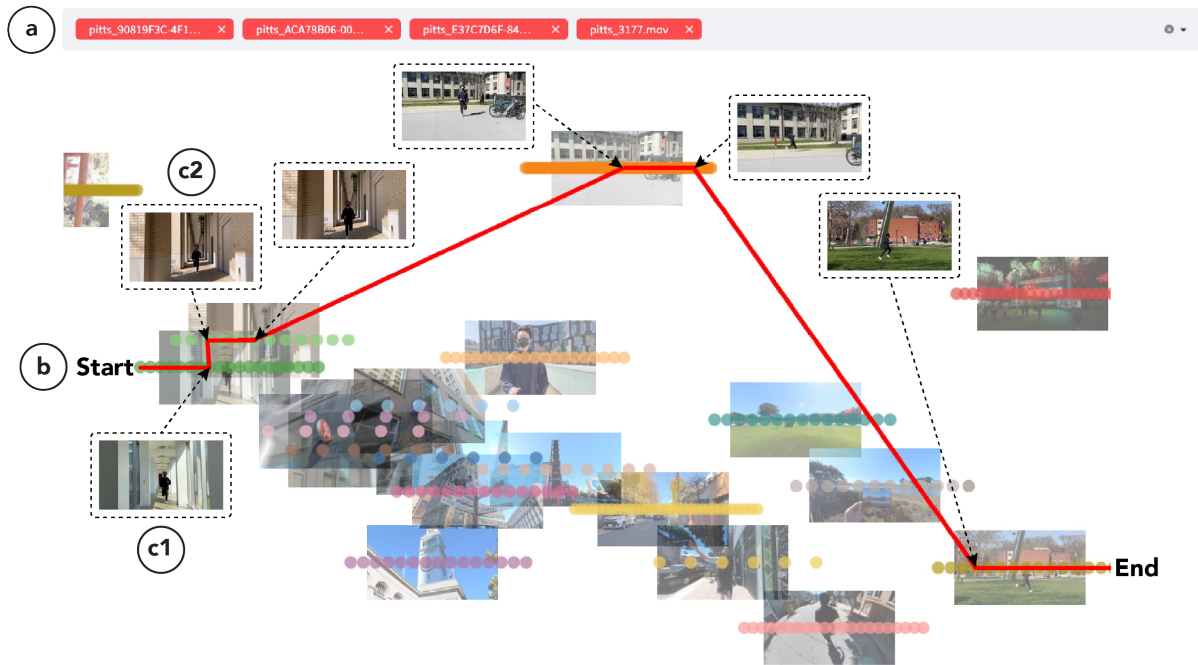 a
pitts_90819F3C-4F1... ×
pitts_ACA78B06-00... ×
pitts_E37C7D6F-84... ×
pitts_3177.mov ×
c2
b
Start
c1
End